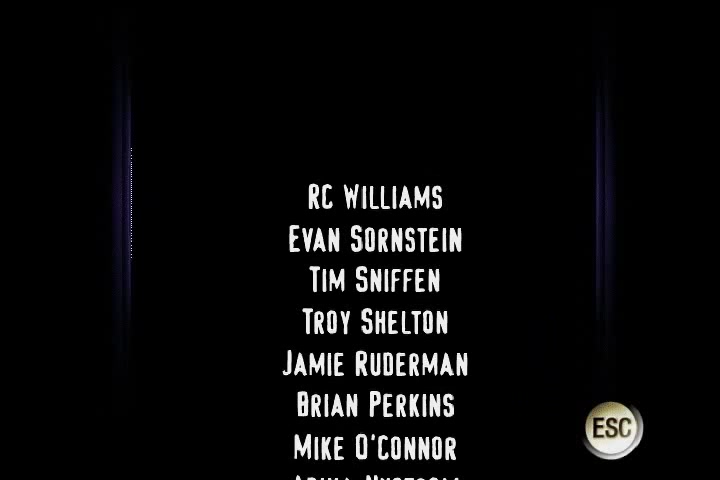 RC Williams
Evan Sornstein
Tim Sniffen
Troy Shelton
Jamie Ruderman
Brian Perkins
Mike O'Connor
ESC